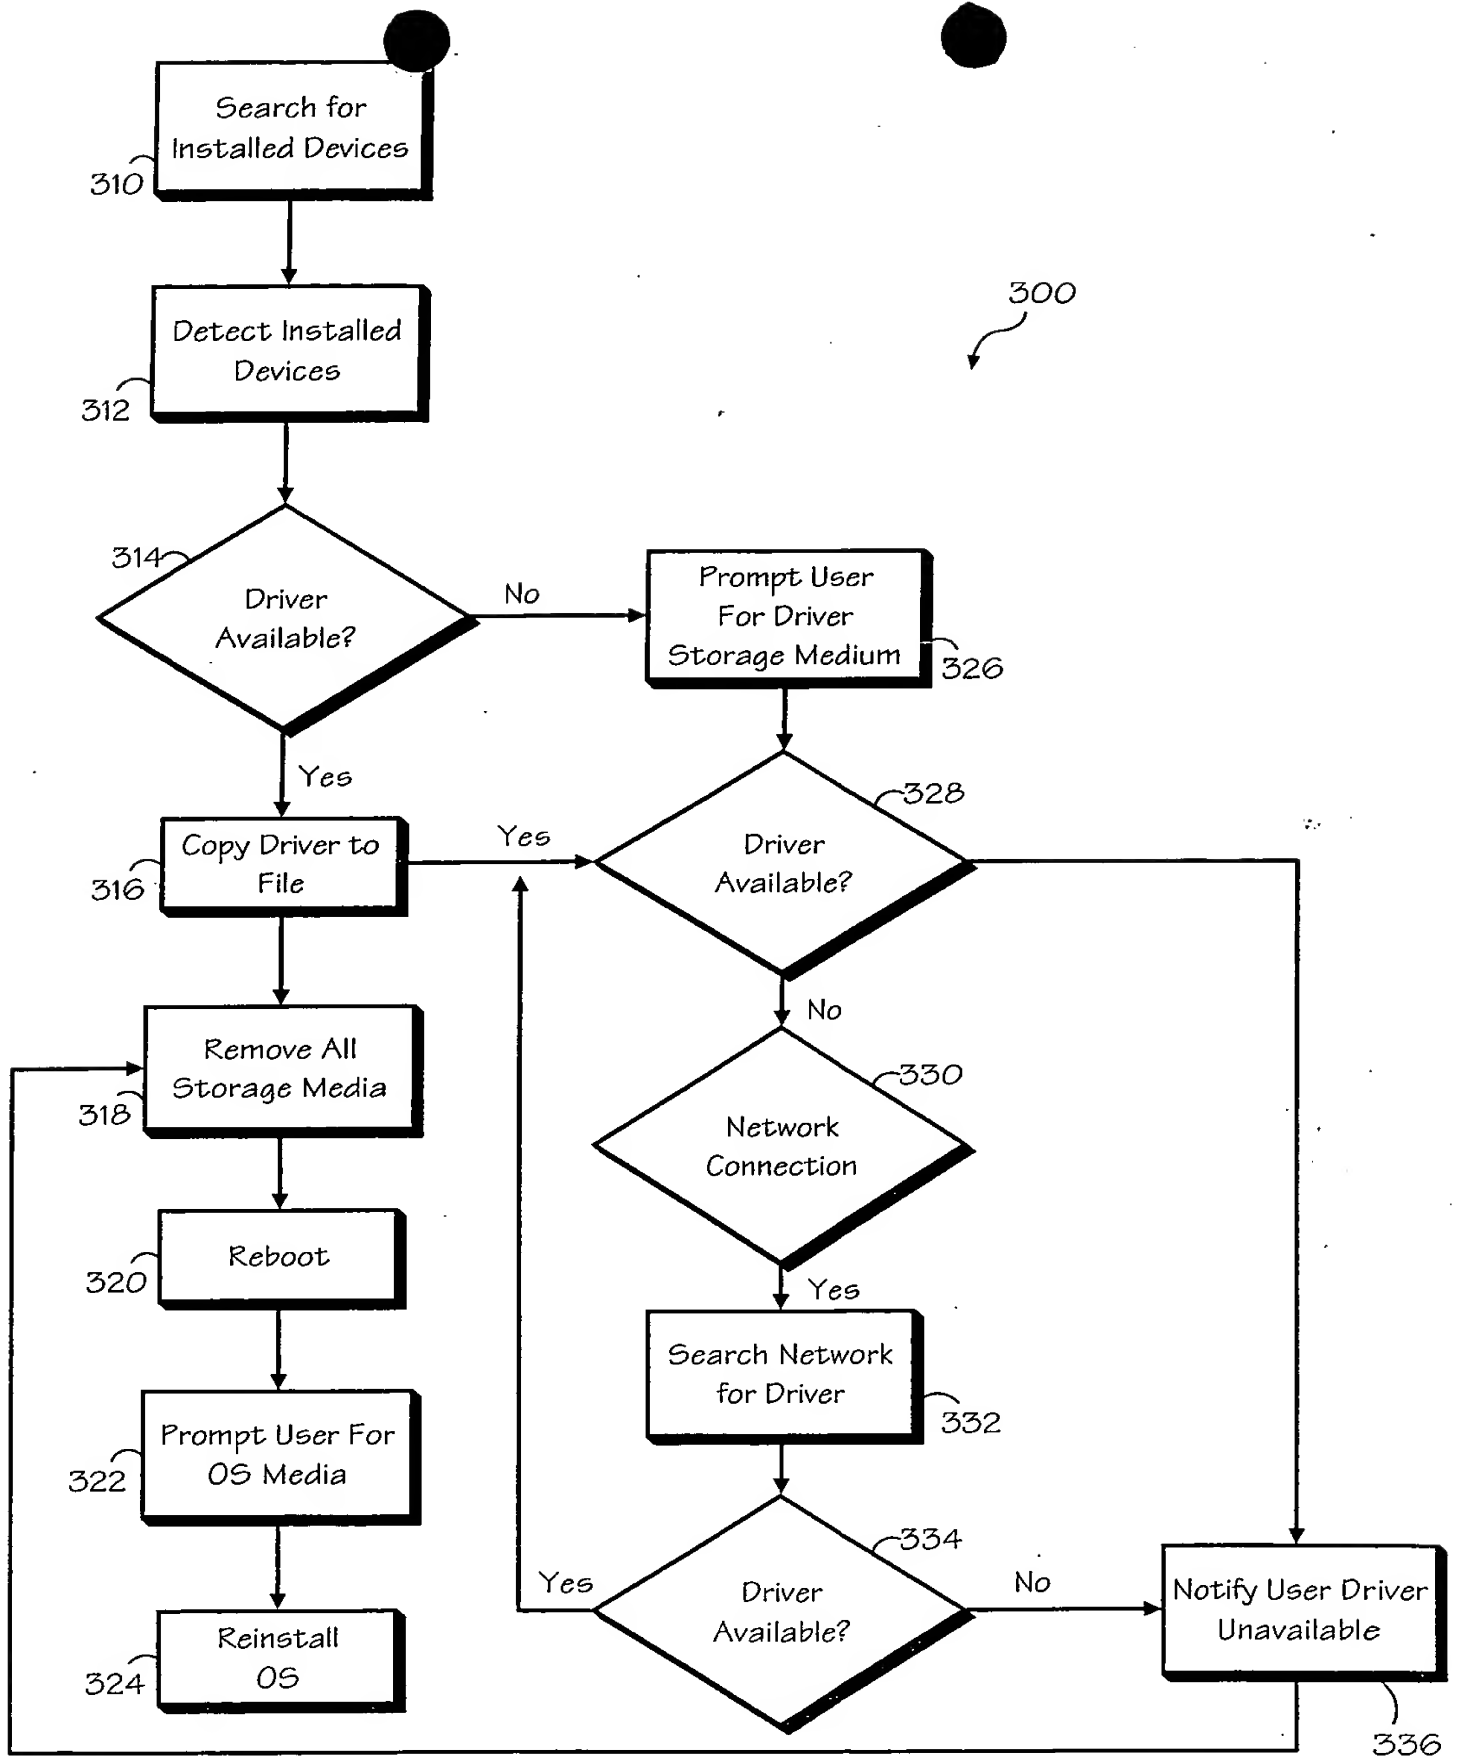 Search for
Installed Devices
310
Detect Installed
Devices
312
300
314
Driver
Available?
No
Prompt User
For Driver
Storage Medium
326
Yes
328
Copy Driver to
File
316
Yes
Driver
Available?
No
Remove All
Storage Media
318
330
Network
Connection
Reboot
320
Yes
Search Network
for Driver
332
Prompt User For
OS Media
322
334
Yes
Driver
Available?
No
Notify User Driver
Unavailable
336
Reinstall
OS
324